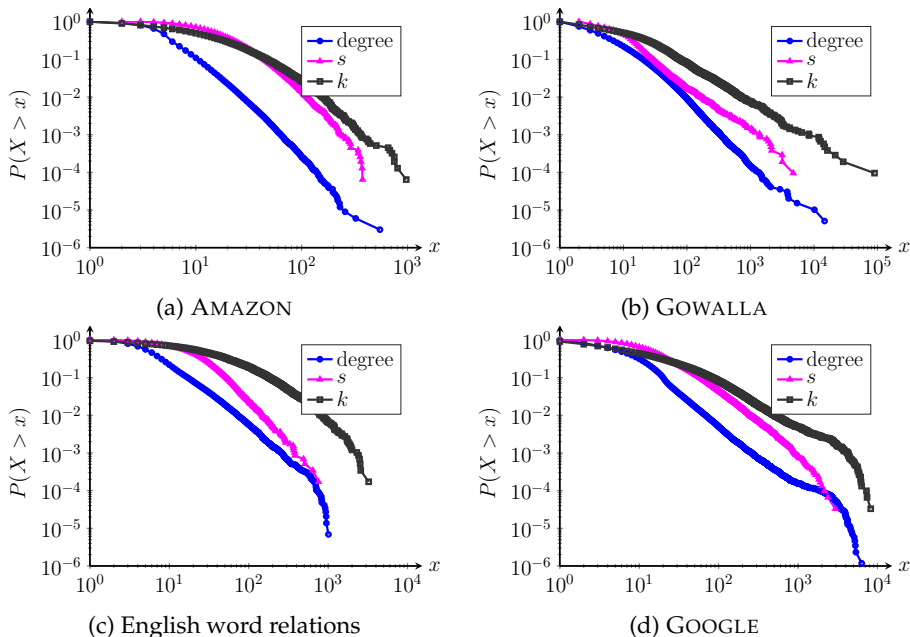 10^0
10^-1
10^-2
10^-3
10^-4
10^-5
10^-6
P(X > x)
10^0 10^1 10^2 10^3 x
degree
s
k
(a) AMAZON
10^0
10^-1
10^-2
10^-3
10^-4
10^-5
10^-6
P(X > x)
10^0 10^1 10^2 10^3 10^4 10^5 x
degree
s
k
(b) GOWALLA
10^0
10^-1
10^-2
10^-3
10^-4
10^-5
10^-6
P(X > x)
10^0 10^1 10^2 10^3 10^4 x
degree
s
k
(c) English word relations
10^0
10^-1
10^-2
10^-3
10^-4
10^-5
10^-6
P(X > x)
10^0 10^1 10^2 10^3 10^4 x
degree
s
k
(d) GOOGLE